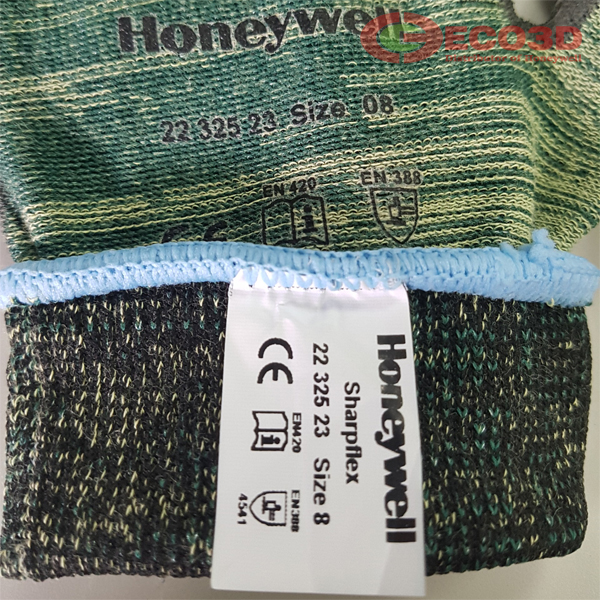 Honeywell
ECO3D
22 325 23 Size 08
EN 420
EN 388
CE
Honeywell
Sharpflex
22 325 23 Size 8
CE
EN420
EN388
4541